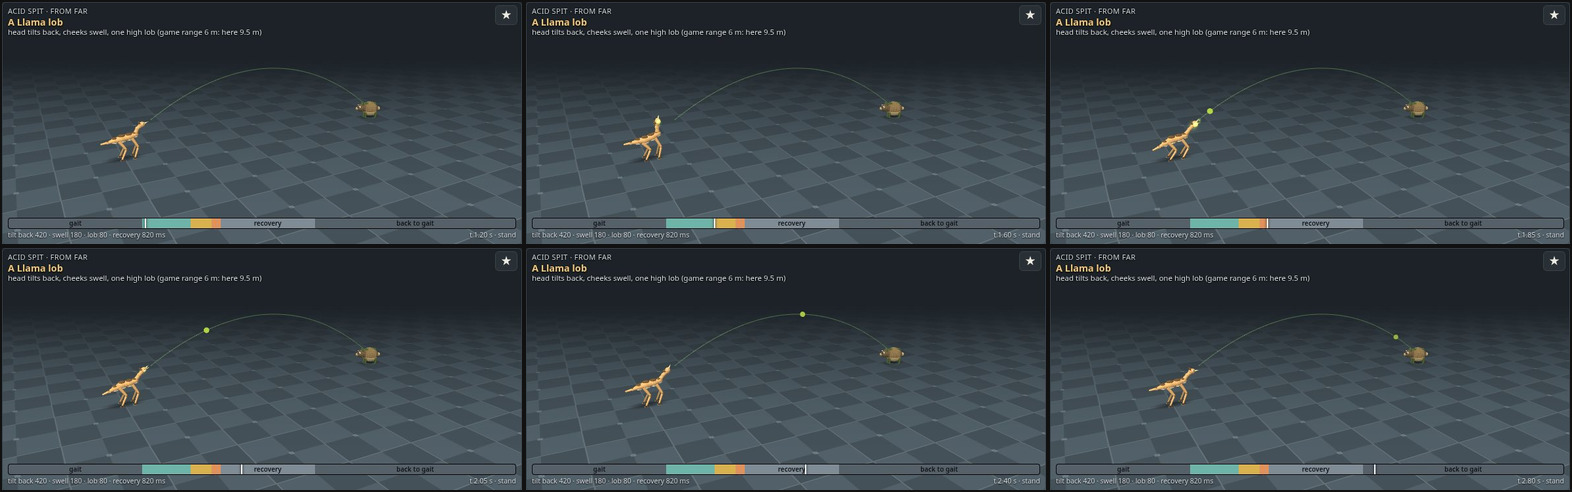 ACID SPIT - FROM FAR
A Llama lob
head tilts back, cheeks swell, one high lob (game range 6 m: here 9.5 m)
gait recovery back to gait
tilt back 420 · swell 180 · lob 80 · recovery 820 ms t 1.20 s · stand
ACID SPIT - FROM FAR
A Llama lob
head tilts back, cheeks swell, one high lob (game range 6 m: here 9.5 m)
gait recovery back to gait
tilt back 420 · swell 180 · lob 80 · recovery 820 ms t 1.60 s · stand
ACID SPIT - FROM FAR
A Llama lob
head tilts back, cheeks swell, one high lob (game range 6 m: here 9.5 m)
gait recovery back to gait
tilt back 420 · swell 180 · lob 80 · recovery 820 ms t 1.85 s · stand
ACID SPIT - FROM FAR
A Llama lob
head tilts back, cheeks swell, one high lob (game range 6 m: here 9.5 m)
gait recovery back to gait
tilt back 420 · swell 180 · lob 80 · recovery 820 ms t 2.05 s · stand
ACID SPIT - FROM FAR
A Llama lob
head tilts back, cheeks swell, one high lob (game range 6 m: here 9.5 m)
gait recovery back to gait
tilt back 420 · swell 180 · lob 80 · recovery 820 ms t 2.40 s · stand
ACID SPIT - FROM FAR
A Llama lob
head tilts back, cheeks swell, one high lob (game range 6 m: here 9.5 m)
gait recovery back to gait
tilt back 420 · swell 180 · lob 80 · recovery 820 ms t 2.80 s · stand